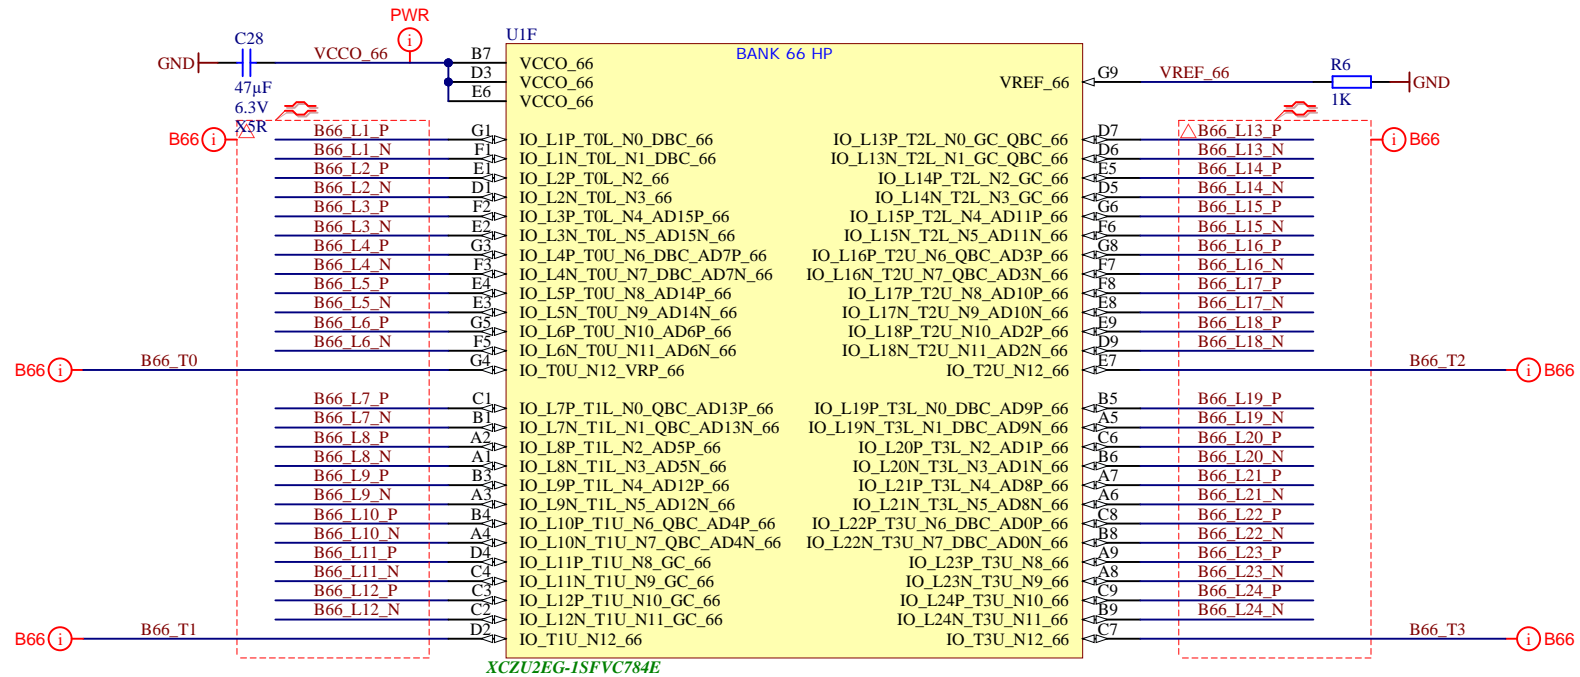 PWR
C28
U1F
GND
VCCO_66
B7
BANK 66 HP
VCCO_66
D3
VCCO_66
E6
VCCO_66
47µF
6.3V
X5R
VREF_66
G9
VREF_66
R6
1K
GND
B66
B66
B66_L1_P G1 IO_L1P_T0L_N0_DBC_66 IO_L13P_T2L_N0_GC_QBC_66 D7 B66_L13_P
B66_L1_N F1 IO_L1N_T0L_N1_DBC_66 IO_L13N_T2L_N1_GC_QBC_66 D6 B66_L13_N
B66_L2_P E1 IO_L2P_T0L_N2_66 IO_L14P_T2L_N2_GC_66 E5 B66_L14_P
B66_L2_N D1 IO_L2N_T0L_N3_66 IO_L14N_T2L_N3_GC_66 D5 B66_L14_N
B66_L3_P F2 IO_L3P_T0L_N4_AD15P_66 IO_L15P_T2L_N4_AD11P_66 G6 B66_L15_P
B66_L3_N E2 IO_L3N_T0L_N5_AD15N_66 IO_L15N_T2L_N5_AD11N_66 F6 B66_L15_N
B66_L4_P G3 IO_L4P_T0U_N6_DBC_AD7P_66 IO_L16P_T2U_N6_QBC_AD3P_66 G8 B66_L16_P
B66_L4_N F3 IO_L4N_T0U_N7_DBC_AD7N_66 IO_L16N_T2U_N7_QBC_AD3N_66 F7 B66_L16_N
B66_L5_P E4 IO_L5P_T0U_N8_AD14P_66 IO_L17P_T2U_N8_AD10P_66 F8 B66_L17_P
B66_L5_N E3 IO_L5N_T0U_N9_AD14N_66 IO_L17N_T2U_N9_AD10N_66 E8 B66_L17_N
B66_L6_P G5 IO_L6P_T0U_N10_AD6P_66 IO_L18P_T2U_N10_AD2P_66 E9 B66_L18_P
B66_L6_N F5 IO_L6N_T0U_N11_AD6N_66 IO_L18N_T2U_N11_AD2N_66 D9 B66_L18_N
B66 B66_T0 G4 IO_T0U_N12_VRP_66 IO_T2U_N12_66 E7 B66_T2 B66
B66_L7_P C1 IO_L7P_T1L_N0_QBC_AD13P_66 IO_L19P_T3L_N0_DBC_AD9P_66 B5 B66_L19_P
B66_L7_N B1 IO_L7N_T1L_N1_QBC_AD13N_66 IO_L19N_T3L_N1_DBC_AD9N_66 A5 B66_L19_N
B66_L8_P A2 IO_L8P_T1L_N2_AD5P_66 IO_L20P_T3L_N2_AD1P_66 C6 B66_L20_P
B66_L8_N A1 IO_L8N_T1L_N3_AD5N_66 IO_L20N_T3L_N3_AD1N_66 B6 B66_L20_N
B66_L9_P B3 IO_L9P_T1L_N4_AD12P_66 IO_L21P_T3L_N4_AD8P_66 A7 B66_L21_P
B66_L9_N A3 IO_L9N_T1L_N5_AD12N_66 IO_L21N_T3L_N5_AD8N_66 A6 B66_L21_N
B66_L10_P B4 IO_L10P_T1U_N6_QBC_AD4P_66 IO_L22P_T3U_N6_DBC_AD0P_66 C8 B66_L22_P
B66_L10_N A4 IO_L10N_T1U_N7_QBC_AD4N_66 IO_L22N_T3U_N7_DBC_AD0N_66 B8 B66_L22_N
B66_L11_P D4 IO_L11P_T1U_N8_GC_66 IO_L23P_T3U_N8_66 A9 B66_L23_P
B66_L11_N C4 IO_L11N_T1U_N9_GC_66 IO_L23N_T3U_N9_66 A8 B66_L23_N
B66_L12_P C3 IO_L12P_T1U_N10_GC_66 IO_L24P_T3U_N10_66 C9 B66_L24_P
B66_L12_N C2 IO_L12N_T1U_N11_GC_66 IO_L24N_T3U_N11_66 B9 B66_L24_N
B66 B66_T1 D2 IO_T1U_N12_66 IO_T3U_N12_66 C7 B66_T3 B66
XCZU2EG-1SFVC784E